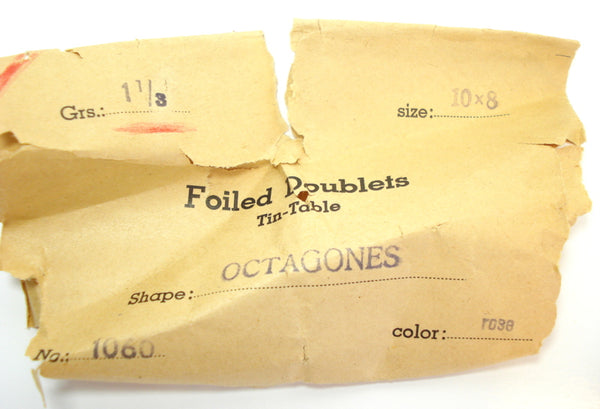 Grs.: 1 1/3 size: 10×8
Foiled Doublets
Tin-Table
Shape: OCTAGONES
No.: 1060 color: rose